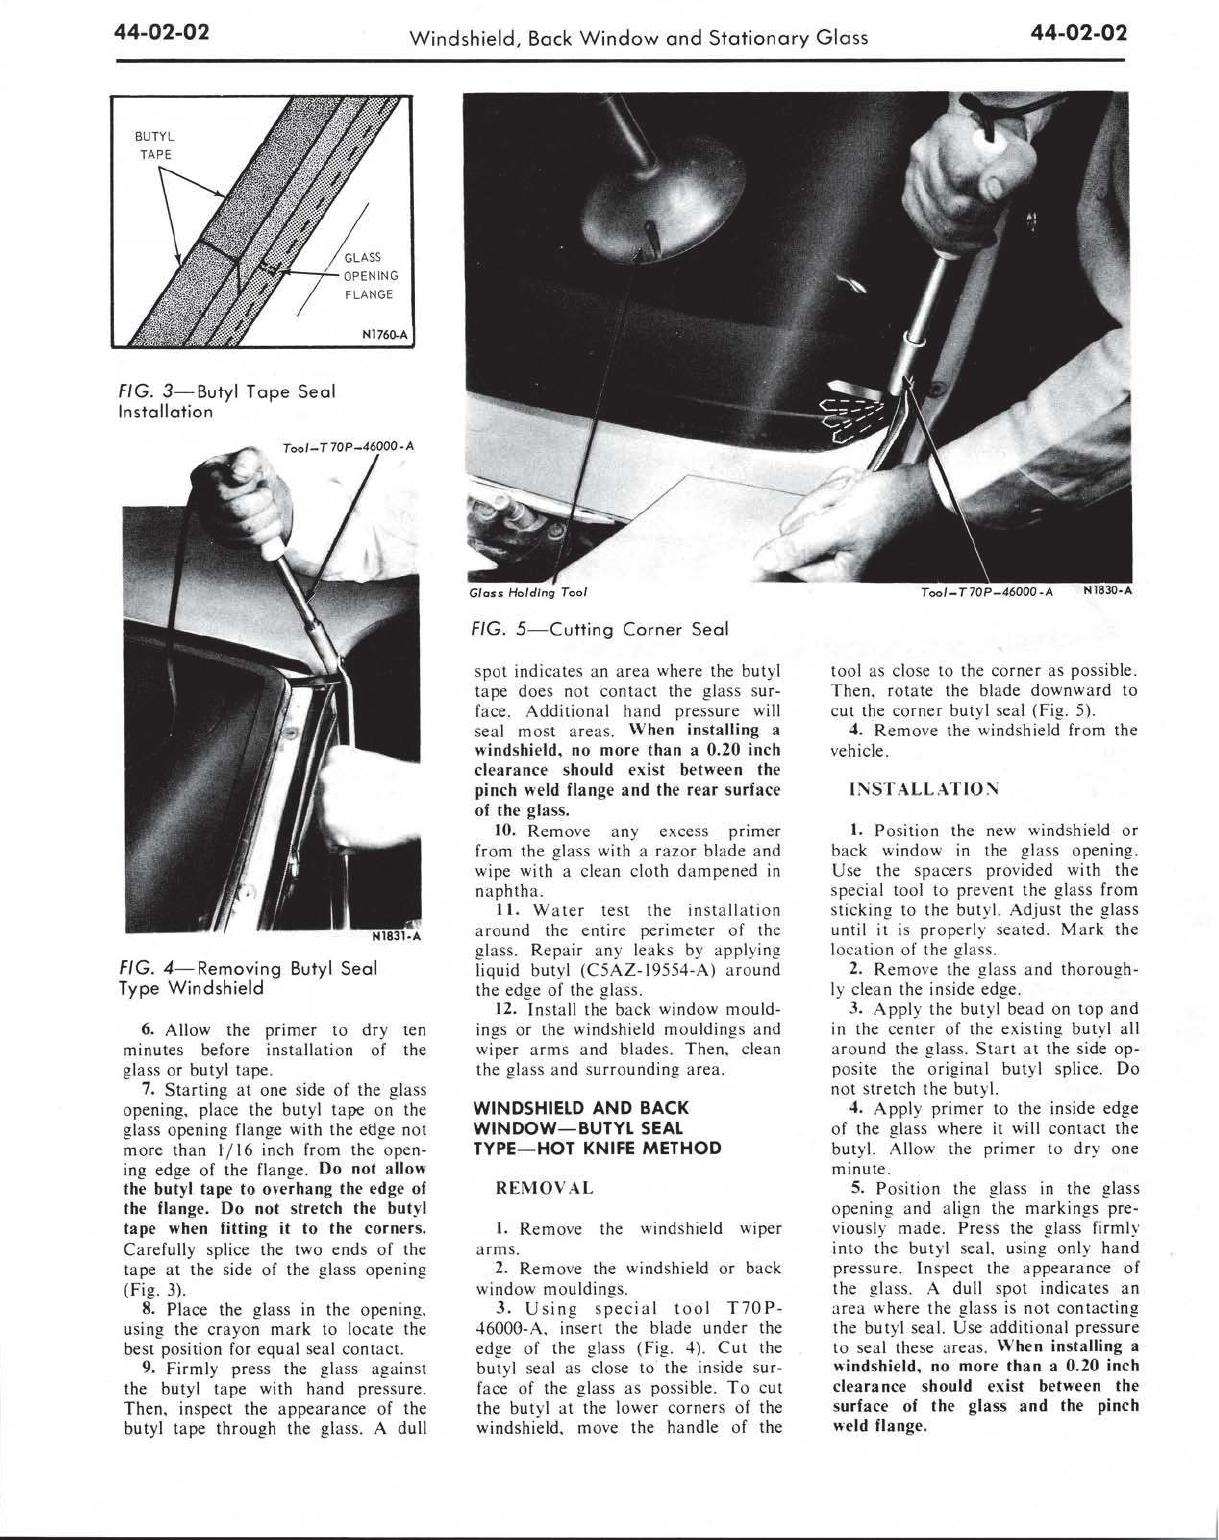 44-02-02
Windshield, Back Window and Stationary Glass
44-02-02
BUTYL
TAPE
GLASS
OPENING
FLANGE
N1760-A
FIG. 3—Butyl Tape Seal
Installation
Tool–T70P–46000-A
N1831-A
FIG. 4—Removing Butyl Seal
Type Windshield
6. Allow the primer to dry ten
minutes before installation of the
glass or butyl tape.
7. Starting at one side of the glass
opening, place the butyl tape on the
glass opening flange with the edge not
more than 1/16 inch from the open-
ing edge of the flange. Do not allow
the butyl tape to overhang the edge of
the flange. Do not stretch the butyl
tape when fitting it to the corners.
Carefully splice the two ends of the
tape at the side of the glass opening
(Fig. 3).
8. Place the glass in the opening,
using the crayon mark to locate the
best position for equal seal contact.
9. Firmly press the glass against
the butyl tape with hand pressure.
Then, inspect the appearance of the
butyl tape through the glass. A dull
Glass Holding Tool
Tool–T70P–46000-A
N1830-A
FIG. 5—Cutting Corner Seal
spot indicates an area where the butyl
tape does not contact the glass sur-
face. Additional hand pressure will
seal most areas. When installing a
windshield, no more than a 0.20 inch
clearance should exist between the
pinch weld flange and the rear surface
of the glass.
10. Remove any excess primer
from the glass with a razor blade and
wipe with a clean cloth dampened in
naphtha.
11. Water test the installation
around the entire perimeter of the
glass. Repair any leaks by applying
liquid butyl (C5AZ-19554-A) around
the edge of the glass.
12. Install the back window mould-
ings or the windshield mouldings and
wiper arms and blades. Then, clean
the glass and surrounding area.
WINDSHIELD AND BACK
WINDOW—BUTYL SEAL
TYPE—HOT KNIFE METHOD
REMOVAL
1. Remove the windshield wiper
arms.
2. Remove the windshield or back
window mouldings.
3. Using special tool T70P-
46000-A, insert the blade under the
edge of the glass (Fig. 4). Cut the
butyl seal as close to the inside sur-
face of the glass as possible. To cut
the butyl at the lower corners of the
windshield, move the handle of the
tool as close to the corner as possible.
Then, rotate the blade downward to
cut the corner butyl seal (Fig. 5).
4. Remove the windshield from the
vehicle.
INSTALLATION
1. Position the new windshield or
back window in the glass opening.
Use the spacers provided with the
special tool to prevent the glass from
sticking to the butyl. Adjust the glass
until it is properly seated. Mark the
location of the glass.
2. Remove the glass and thorough-
ly clean the inside edge.
3. Apply the butyl bead on top and
in the center of the existing butyl all
around the glass. Start at the side op-
posite the original butyl splice. Do
not stretch the butyl.
4. Apply primer to the inside edge
of the glass where it will contact the
butyl. Allow the primer to dry one
minute.
5. Position the glass in the glass
opening and align the markings pre-
viously made. Press the glass firmly
into the butyl seal, using only hand
pressure. Inspect the appearance of
the glass. A dull spot indicates an
area where the glass is not contacting
the butyl seal. Use additional pressure
to seal these areas. When installing a
windshield, no more than a 0.20 inch
clearance should exist between the
surface of the glass and the pinch
weld flange.